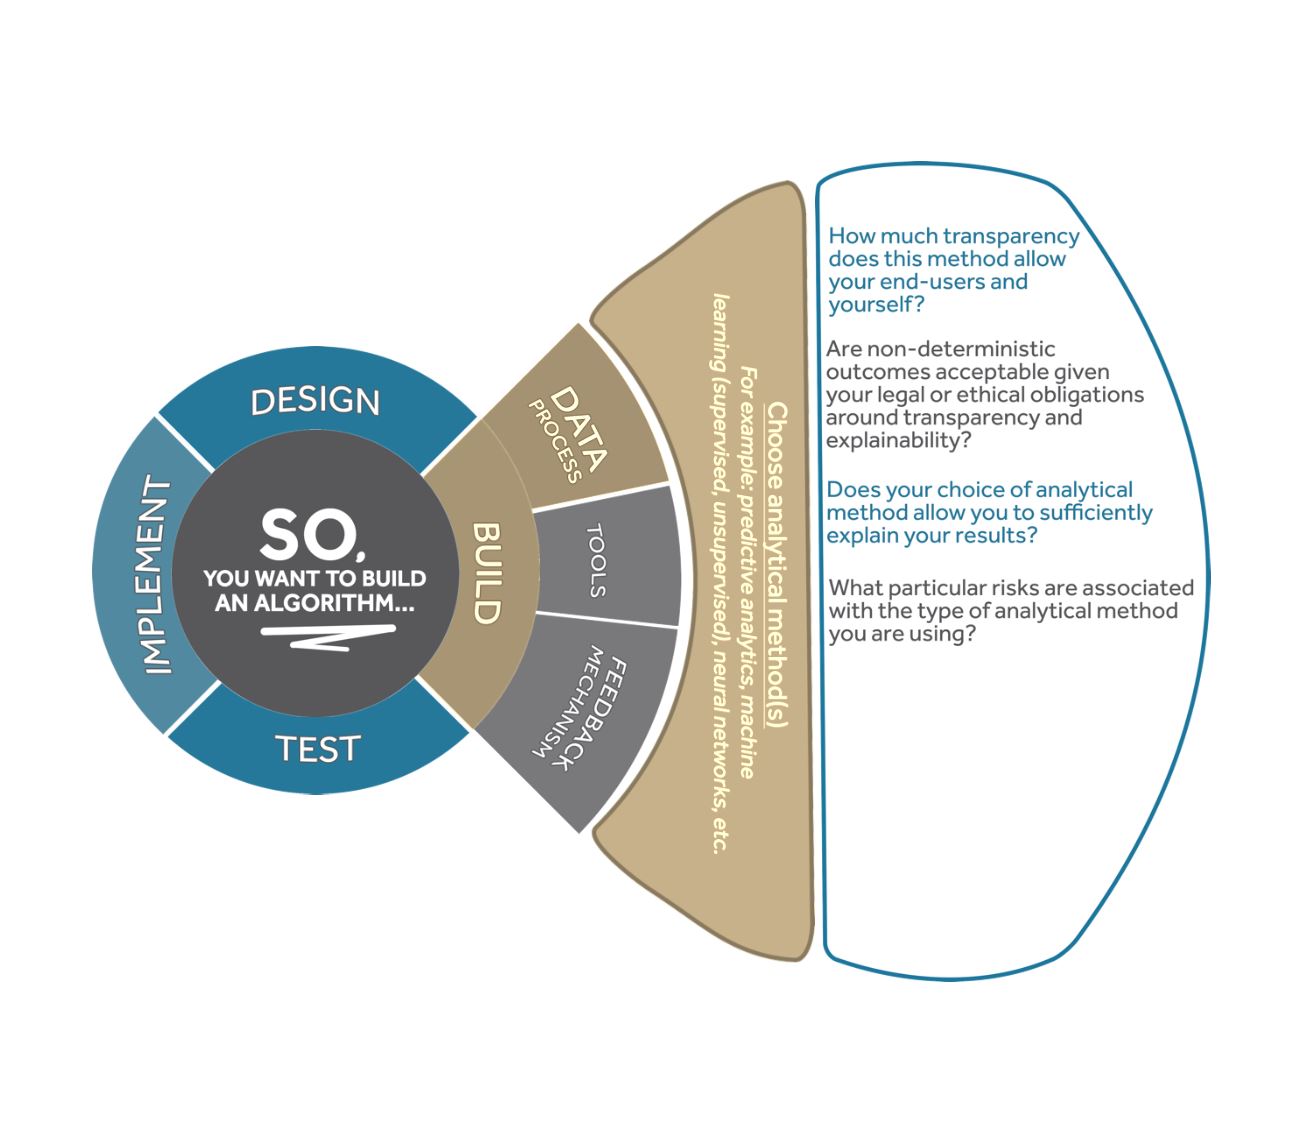 DESIGN
IMPLEMENT
SO,
YOU WANT TO BUILD
AN ALGORITHM...
BUILD
TEST
DATA
PROCESS
TOOLS
FEEDBACK
MECHANISM
Choose analytical method(s)
For example: predictive analytics, machine
learning (supervised, unsupervised), neural networks, etc.
How much transparency
does this method allow
your end-users and
yourself?
Are non-deterministic
outcomes acceptable given
your legal or ethical obligations
around transparency and
explainability?
Does your choice of analytical
method allow you to sufficiently
explain your results?
What particular risks are associated
with the type of analytical method
you are using?